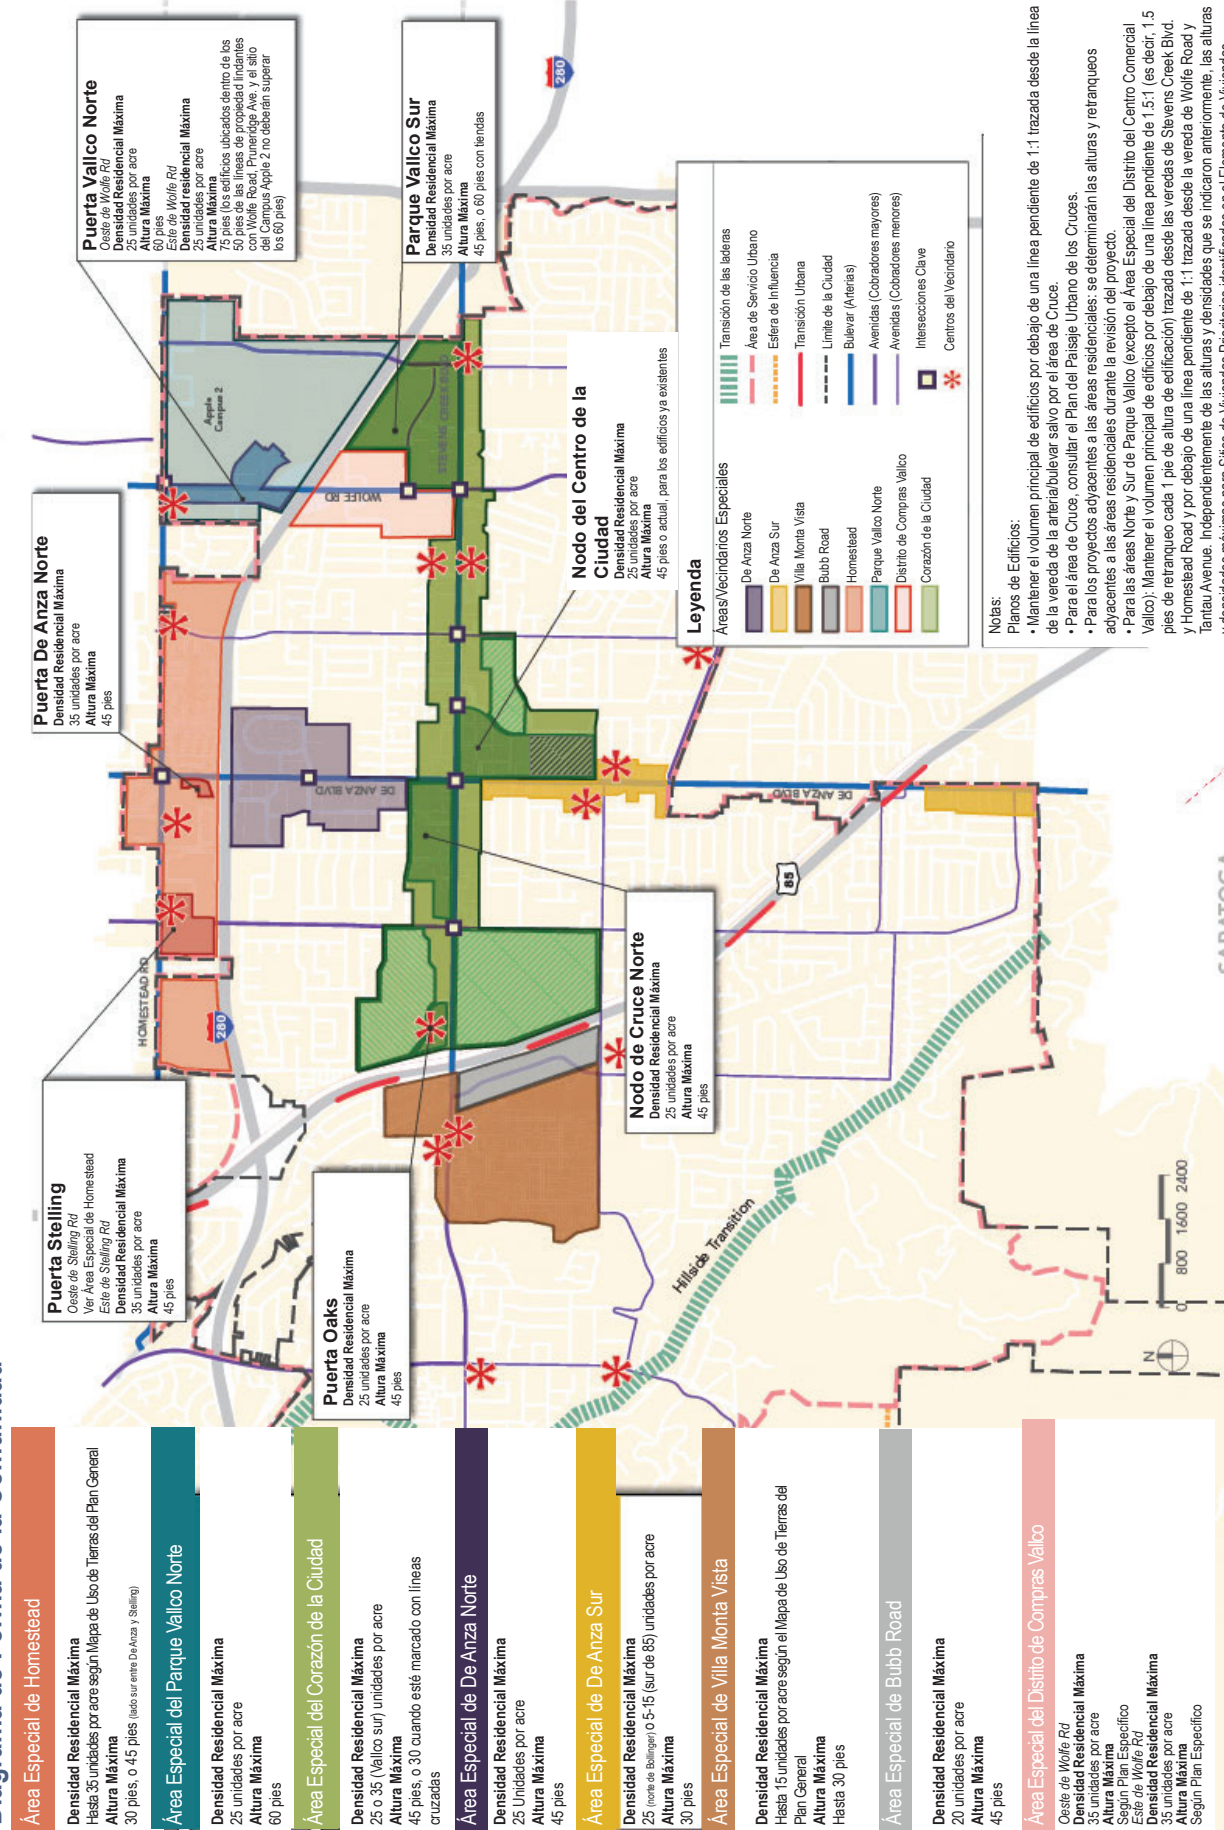 Diagrama de Forma de la Comunidad
Área Especial de Homestead
Densidad Residencial Máxima
Hasta 35 unidades por acre según Mapa de Uso de Tierras del Plan General
Altura Máxima
30 pies, o 45 pies (lado sur entre De Anza y Stelling)
Área Especial del Parque Vallco Norte
Densidad Residencial Máxima
25 unidades por acre
Altura Máxima
60 pies
Área Especial del Corazón de la Ciudad
Densidad Residencial Máxima
25 o 35 (Vallco sur) unidades por acre
Altura Máxima
45 pies, o 30 cuando esté marcado con líneas
cruzadas
Área Especial de De Anza Norte
Densidad Residencial Máxima
25 Unidades por acre
Altura Máxima
45 pies
Área Especial de De Anza Sur
Densidad Residencial Máxima
25 (norte de Bollinger) o 5-15 (sur de 85) unidades por acre
Altura Máxima
30 pies
Área Especial de Villa Monta Vista
Densidad Residencial Máxima
Hasta 15 unidades por acre según el Mapa de Uso de Tierras del
Plan General
Altura Máxima
Hasta 30 pies
Área Especial de Bubb Road
Densidad Residencial Máxima
20 unidades por acre
Altura Máxima
45 pies
Área Especial del Distrito de Compras Vallco
Oeste de Wolfe Rd
Densidad Residencia Máxima
35 unidades por acre
Altura Máxima
Según Plan Específico
Este de Wolfe Rd
Densidad Residencia Máxima
35 unidades por acre
Altura Máxima
Según Plan Específico
Puerta Stelling
Oeste de Stelling Rd
Ver Área Especial de Homestead
Este de Stelling Rd
Densidad Residencial Máxima
35 unidades por acre
Altura Máxima
45 pies
Puerta De Anza Norte
Densidad Residencial Máxima
35 unidades por acre
Altura Máxima
45 pies
Puerta Vallco Norte
Oeste de Wolfe Rd
Densidad Residencial Máxima
25 unidades por acre
Altura Máxima
60 pies
Este de Wolfe Rd
Densidad residencial Máxima
25 unidades por acre
Altura Máxima
75 pies (los edificios ubicados dentro de los
50 pies de las líneas de propiedad lindantes
con Wolfe Road, Pruneridge Ave. y el sitio
del Campus Apple 2 no deberán superar
los 60 pies)
Parque Vallco Sur
Densidad Residencial Máxima
35 unidades por acre
Altura Máxima
45 pies, o 60 pies con tiendas
Puerta Oaks
Densidad Residencial Máxima
25 unidades por acre
Altura Máxima
45 pies
Nodo de Cruce Norte
Densidad Residencial Máxima
25 unidades por acre
Altura Máxima
45 pies
Nodo del Centro de la
Ciudad
Densidad Residencial Máxima
25 unidades por acre
Altura Máxima
45 pies o actual, para los edificios ya existentes
HOMESTEAD RD
280
280
85
Apple
Campus 2
WOLFE RD
STEVENS CREEK BLVD
DE ANZA BLVD
DE ANZA BLVD
Hillside Transition
SARATOGA
N
0 800 1600 2400
Leyenda
Áreas/Vecindarios Especiales
De Anza Norte
De Anza Sur
Villa Monta Vista
Bubb Road
Homestead
Parque Vallco Norte
Distrito de Compras Vallco
Corazón de la Ciudad
Transición de las laderas
Área de Servicio Urbano
Esfera de Influencia
Transición Urbana
Límite de la Ciudad
Bulevar (Arterias)
Avenidas (Cobradores mayores)
Avenidas (Cobradores menores)
Intersecciones Clave
Centros del Vecindario
Notas:
Planos de Edificios:
• Mantener el volumen principal de edificios por debajo de una línea pendiente de 1:1 trazada desde la línea
de la vereda de la arteria/bulevar salvo por el área de Cruce.
• Para el área de Cruce, consultar el Plan del Paisaje Urbano de los Cruces.
• Para los proyectos adyacentes a las áreas residenciales: se determinarán las alturas y retranqueos
adyacentes a las áreas residenciales durante la revisión del proyecto.
• Para las áreas Norte y Sur de Parque Vallco (excepto el Área Especial del Distrito del Centro Comercial
Vallco): Mantener el volumen principal de edificios por debajo de una línea pendiente de 1.5:1 (es decir, 1.5
pies de retranqueo cada 1 pie de altura de edificación) trazada desde las veredas de Stevens Creek Blvd.
y Homestead Road y por debajo de una línea pendiente de 1:1 trazada desde la vereda de Wolfe Road y
Tantau Avenue. Independientemente de las alturas y densidades que se indicaron anteriormente, las alturas